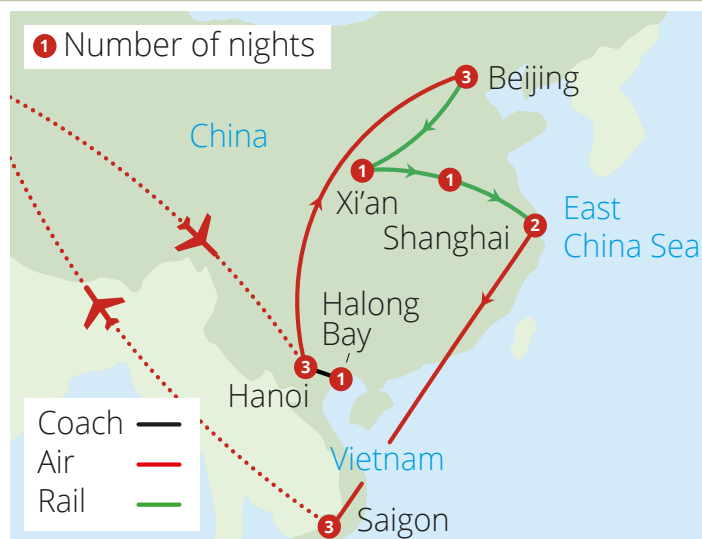 1 Number of nights
3 Beijing
China
1
1
Xi'an
2
Shanghai
East
China Sea
Halong
Bay
3
1
Hanoi
Coach
Air
Rail
Vietnam
3 Saigon